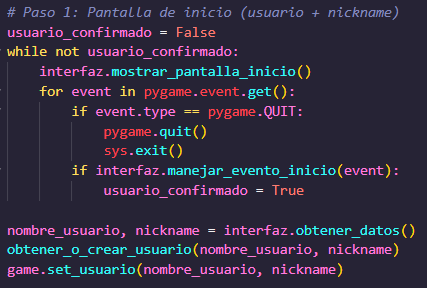 # Paso 1: Pantalla de inicio (usuario + nickname)
usuario_confirmado = False
while not usuario_confirmado:
    interfaz.mostrar_pantalla_inicio()
    for event in pygame.event.get():
        if event.type == pygame.QUIT:
            pygame.quit()
            sys.exit()
        if interfaz.manejar_evento_inicio(event):
            usuario_confirmado = True

nombre_usuario, nickname = interfaz.obtener_datos()
obtener_o_crear_usuario(nombre_usuario, nickname)
game.set_usuario(nombre_usuario, nickname)